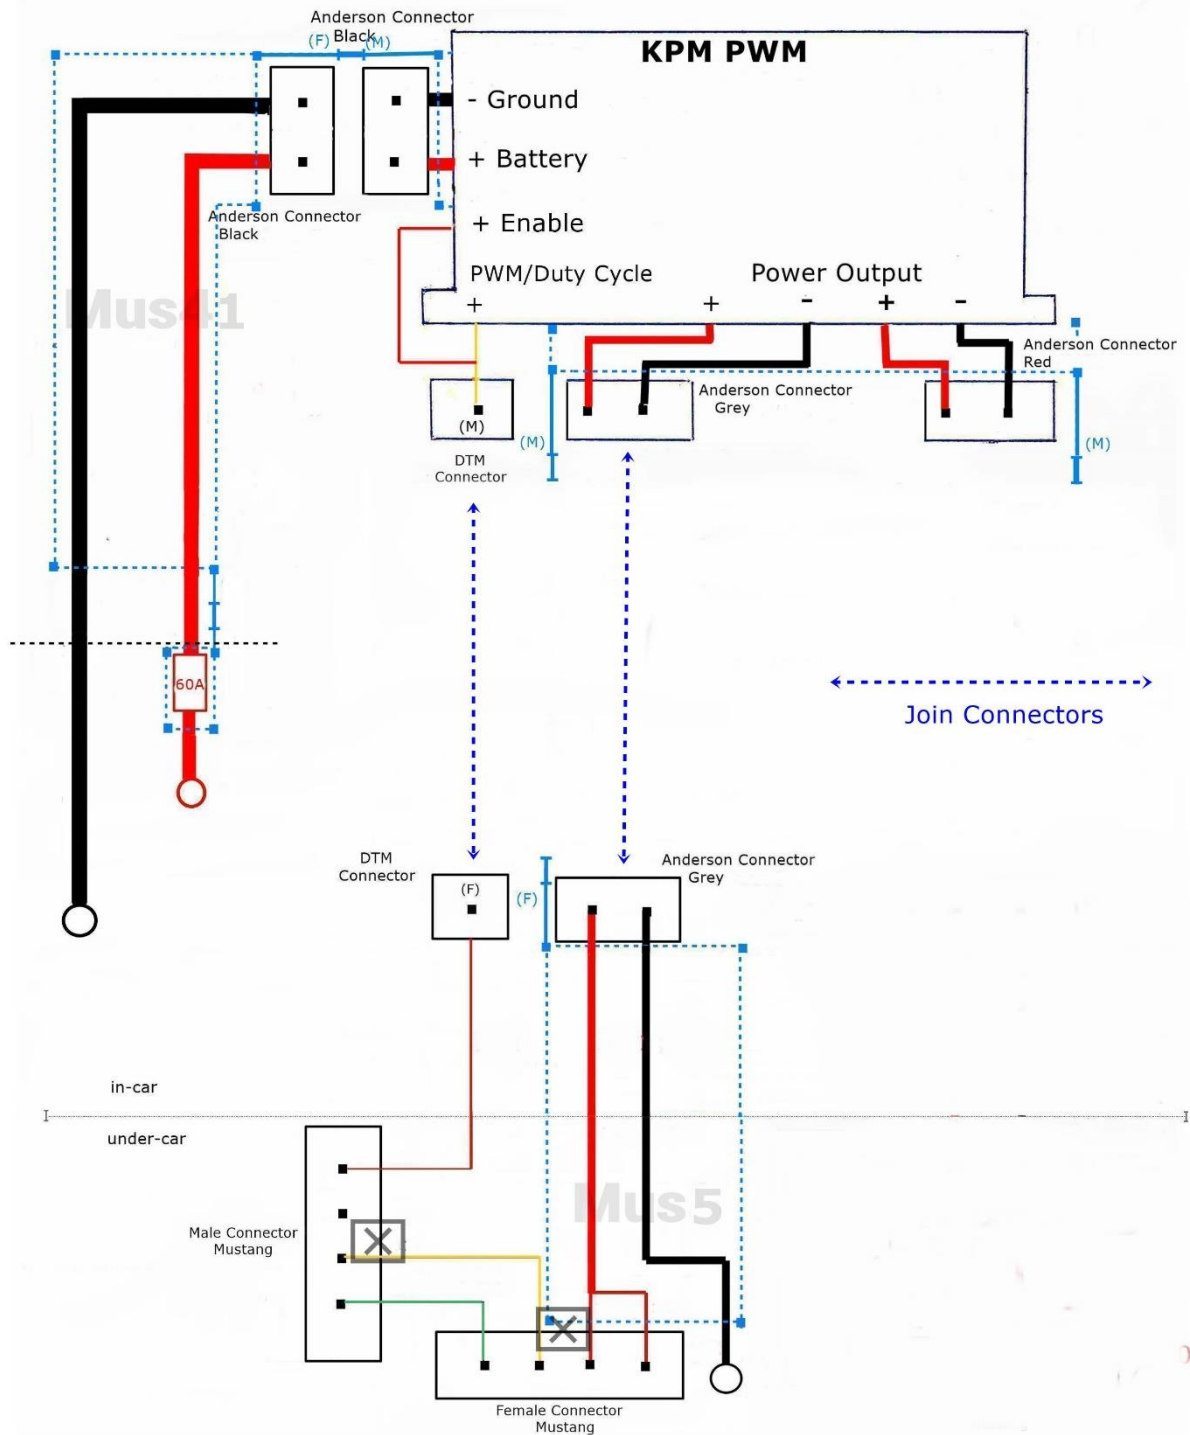 Anderson Connector
Black
(F)
(M)
KPM PWM
- Ground
+ Battery
Anderson Connector
Black
+ Enable
PWM/Duty Cycle
Power Output
+
+
-
+
-
Mus41
Anderson Connector
Red
Anderson Connector
Grey
(M)
(M)
(M)
DTM
Connector
60A
Join Connectors
DTM
Connector
(F)
(F)
Anderson Connector
Grey
in-car
under-car
Mus5
Male Connector
Mustang
Female Connector
Mustang